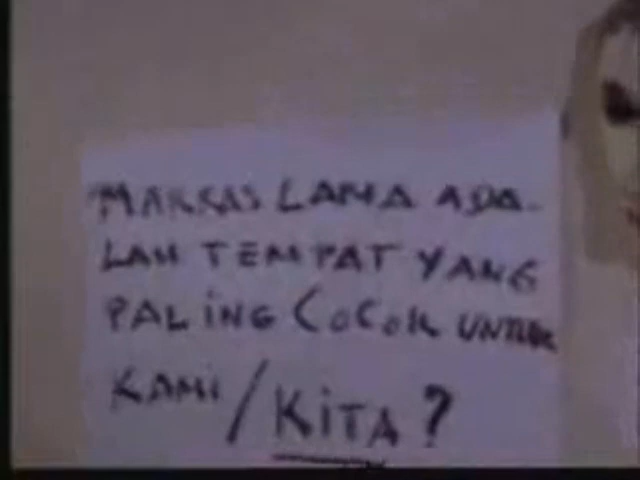 MARKAS LAMA ADA-
LAH TEMPAT YANG
PALING COCOK UNTUK
KAMI / KITA ?